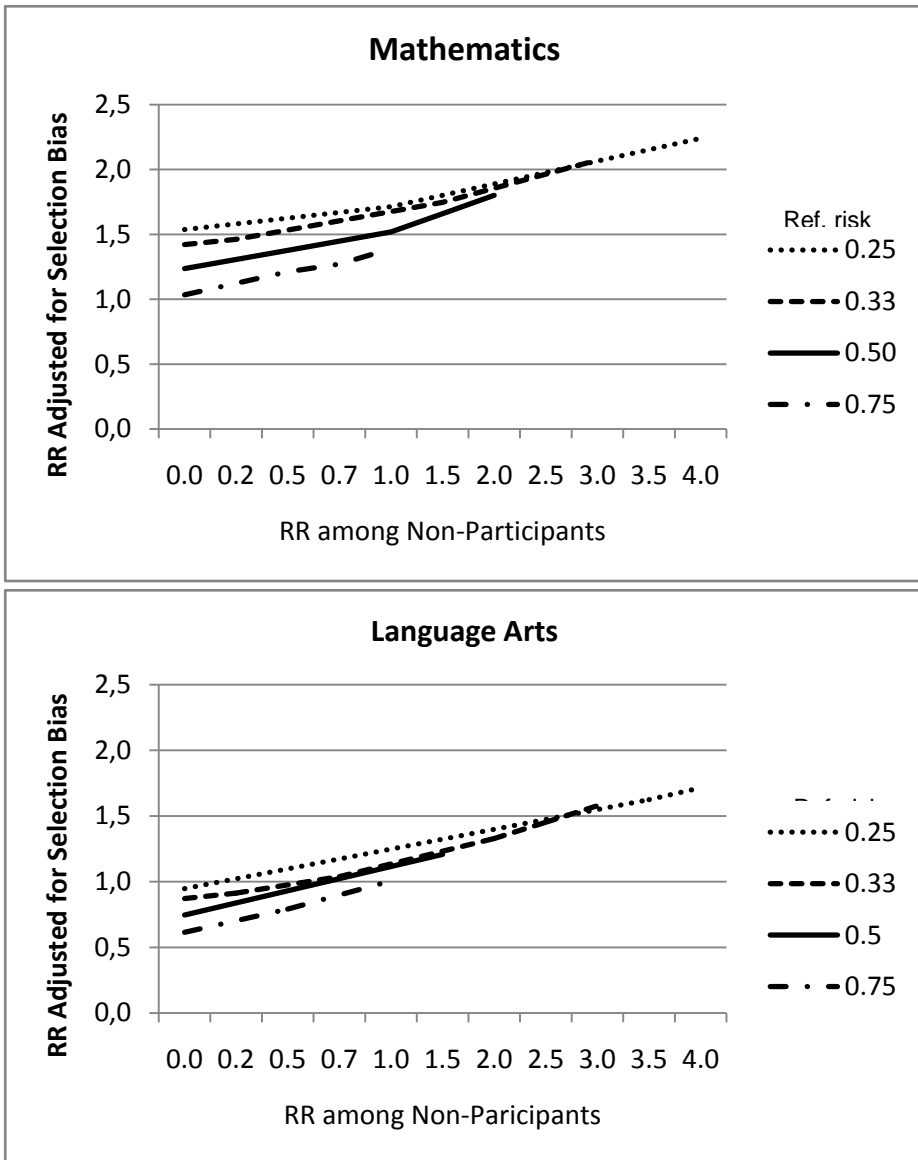 Mathematics
RR Adjusted for Selection Bias
2,5
2,0
1,5
1,0
0,5
0,0
0.0 0.2 0.5 0.7 1.0 1.5 2.0 2.5 3.0 3.5 4.0
RR among Non-Participants
Ref. risk
0.25
0.33
0.50
0.75
Language Arts
RR Adjusted for Selection Bias
2,5
2,0
1,5
1,0
0,5
0,0
0.0 0.2 0.5 0.7 1.0 1.5 2.0 2.5 3.0 3.5 4.0
RR among Non-Paricipants
0.25
0.33
0.5
0.75